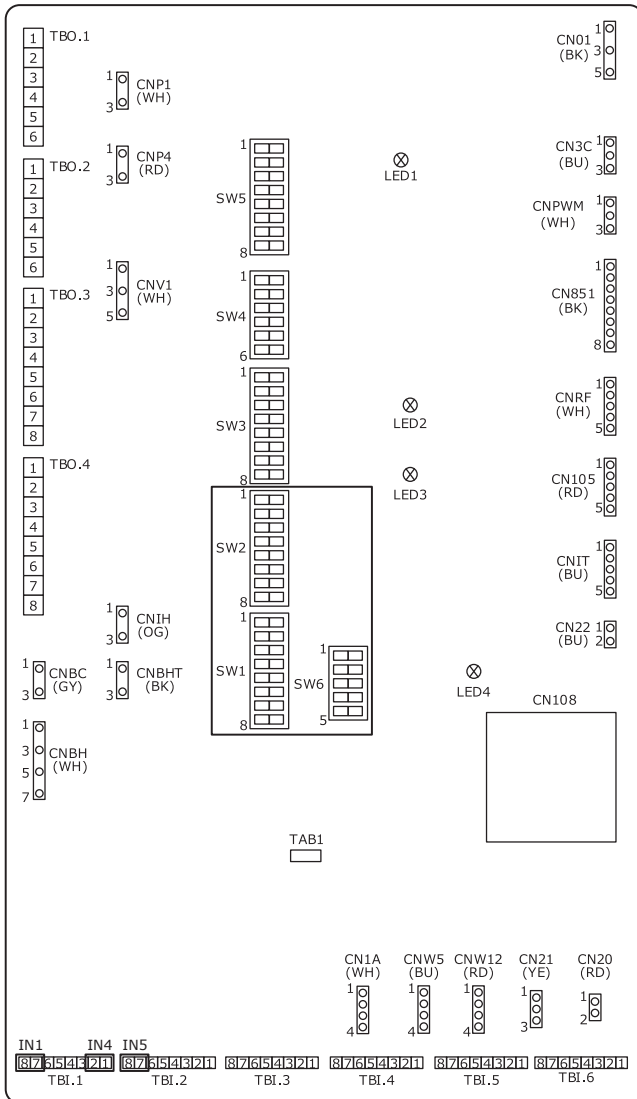 TBO.1
1
2
3
4
5
6
CNP1
(WH)
1
3
CNP4
(RD)
1
3
TBO.2
1
2
3
4
5
6
CNV1
(WH)
1
3
5
TBO.3
1
2
3
4
5
6
7
8
TBO.4
1
2
3
4
5
6
7
8
CNIH
(OG)
1
3
CNBC
(GY)
1
3
CNBHT
(BK)
1
3
CNBH
(WH)
1
3
5
7
SW5
1
8
SW4
1
6
SW3
1
8
SW2
1
8
SW1
1
8
SW6
1
5
LED1
LED2
LED3
LED4
CN01
(BK)
1
3
5
CN3C
(BU)
1
3
CNPWM
(WH)
1
3
CN851
(BK)
1
8
CNRF
(WH)
1
5
CN105
(RD)
1
5
CNIT
(BU)
1
5
CN22
(BU)
1
2
CN108
TAB1
CN1A
(WH)
1
4
CNW5
(BU)
1
4
CNW12
(RD)
1
4
CN21
(YE)
1
3
CN20
(RD)
1
2
IN1
IN4
IN5
87654321
87654321
87654321
87654321
87654321
87654321
TBI.1
TBI.2
TBI.3
TBI.4
TBI.5
TBI.6